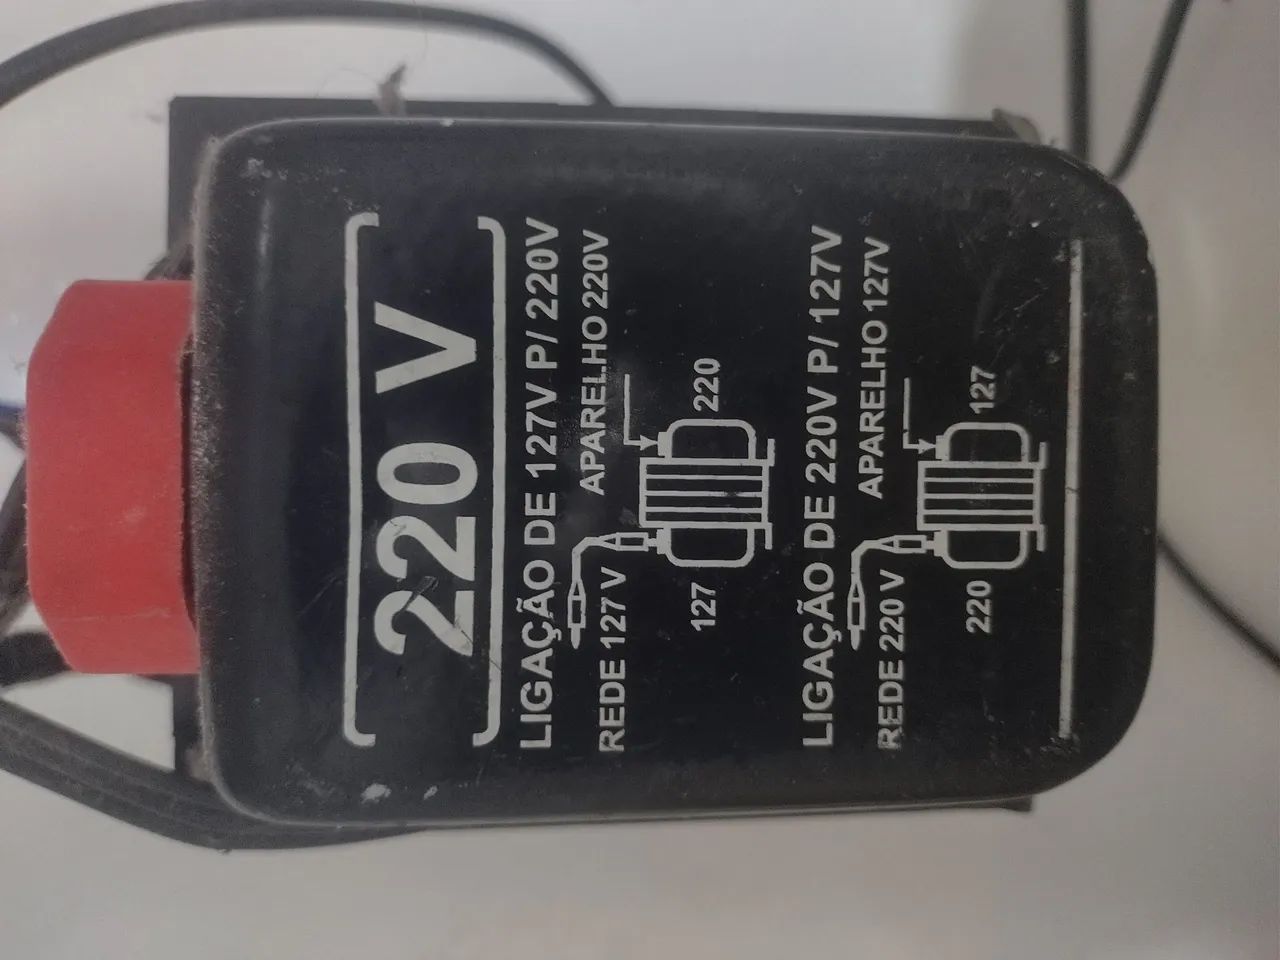 220 V
LIGAÇÃO DE 127V P/ 220V
APARELHO 220V
REDE 127 V
127
220
LIGAÇÃO DE 220V P/ 127V
APARELHO 127V
REDE 220 V
220
127